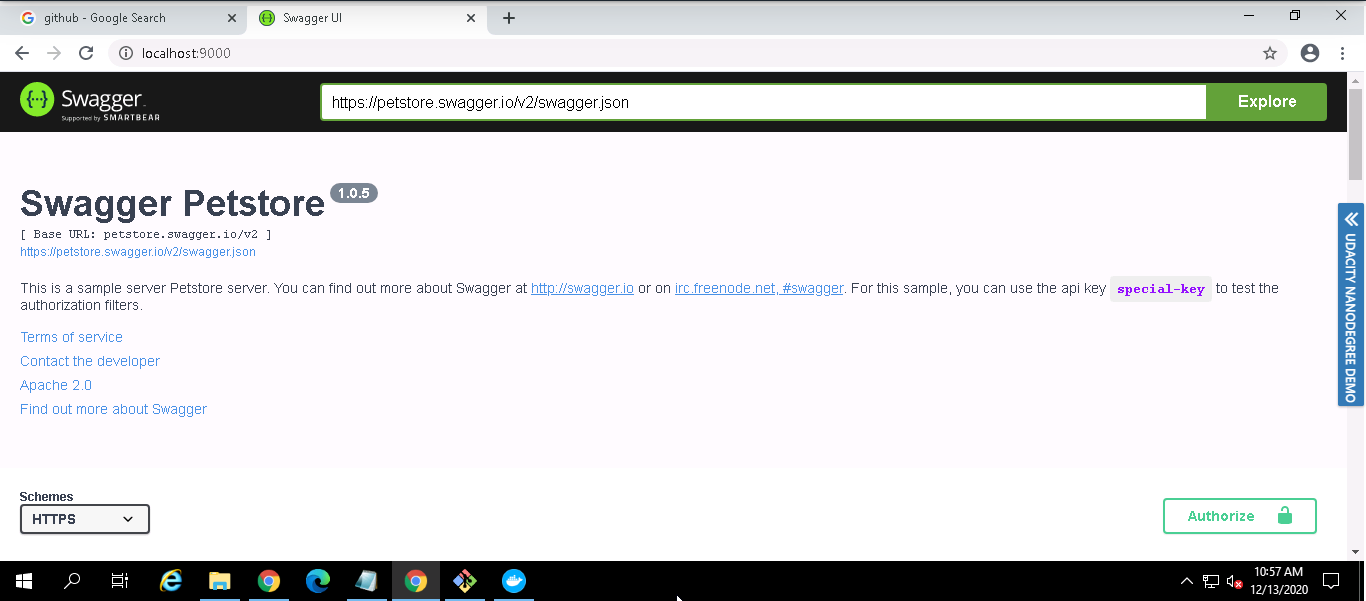 github - Google Search
Swagger UI
localhost:9000
{··}
Swagger™
Supported by SMARTBEAR
https://petstore.swagger.io/v2/swagger.json
Explore
Swagger Petstore 1.0.5
[ Base URL: petstore.swagger.io/v2 ]
https://petstore.swagger.io/v2/swagger.json
This is a sample server Petstore server. You can find out more about Swagger at http://swagger.io or on irc.freenode.net, #swagger. For this sample, you can use the api key special-key to test the
authorization filters.
Terms of service
Contact the developer
Apache 2.0
Find out more about Swagger
UDACITY NANODEGREE DEMO
Schemes
HTTPS
Authorize
10:57 AM
12/13/2020